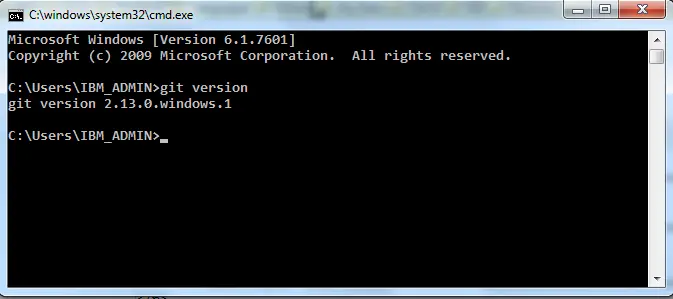 C:\windows\system32\cmd.exe
Microsoft Windows [Version 6.1.7601]
Copyright (c) 2009 Microsoft Corporation.  All rights reserved.
C:\Users\IBM_ADMIN>git version
git version 2.13.0.windows.1
C:\Users\IBM_ADMIN>